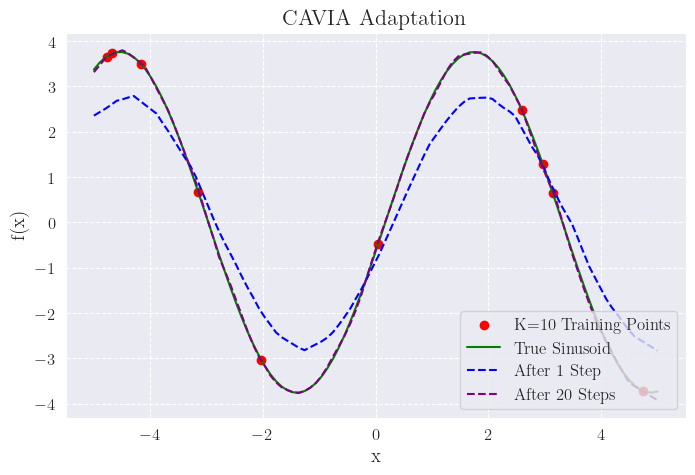 CAVIA Adaptation
4
3
2
1
0
−1
−2
−3
−4
f(x)
K=10 Training Points
True Sinusoid
After 1 Step
After 20 Steps
−4 −2 0 2 4
x